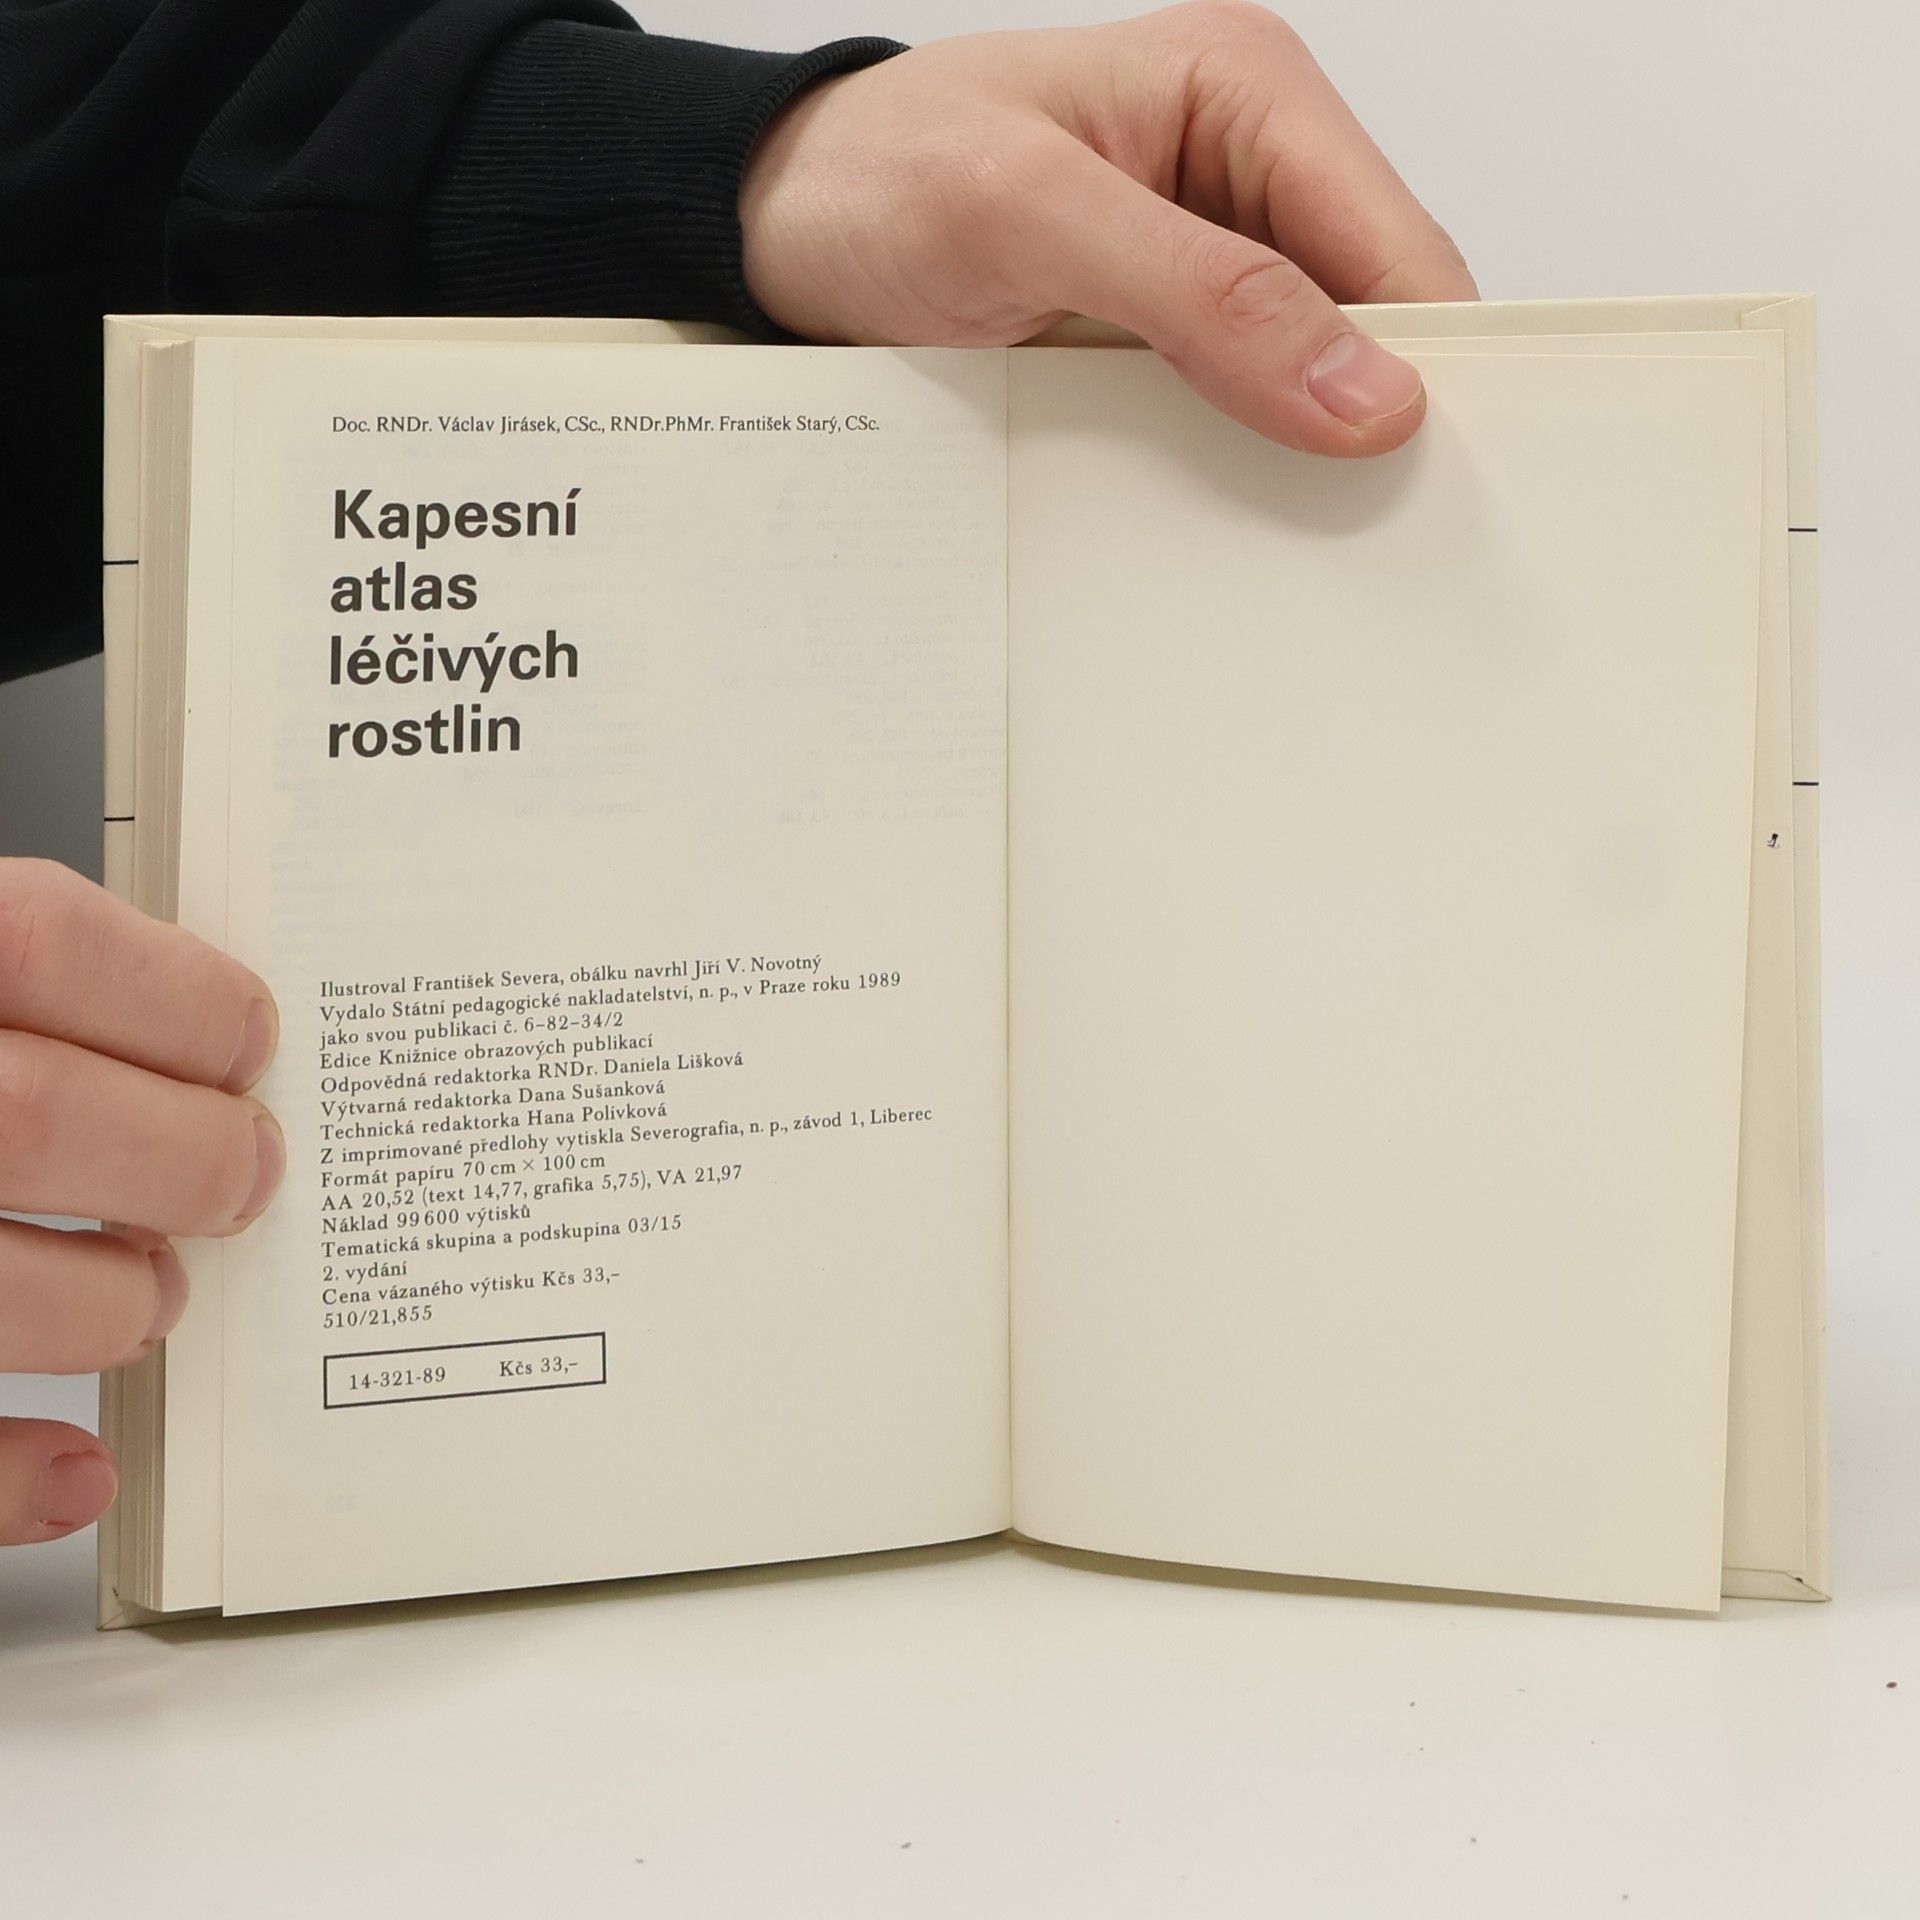 Doc. RNDr. Václav Jirásek, CSc., RNDr.PhMr. František Starý, CSc.
Kapesní
atlas
léčivých
rostlin
Ilustroval František Severa, obálku navrhl Jiří V. Novotný
Vydalo Státní pedagogické nakladatelství, n. p., v Praze roku 1989
jako svou publikaci č. 6–82–34/2
Edice Knižnice obrazových publikací
Odpovědná redaktorka RNDr. Daniela Lišková
Výtvarná redaktorka Dana Sušanková
Technická redaktorka Hana Polívková
Z imprimované předlohy vytiskla Severografia, n. p., závod 1, Liberec
Formát papíru 70 cm × 100 cm
AA 20,52 (text 14,77, grafika 5,75), VA 21,97
Náklad 99 600 výtisků
Tematická skupina a podskupina 03/15
2. vydání
Cena vázaného výtisku Kčs 33,–
510/21,855
14-321-89 Kčs 33,–